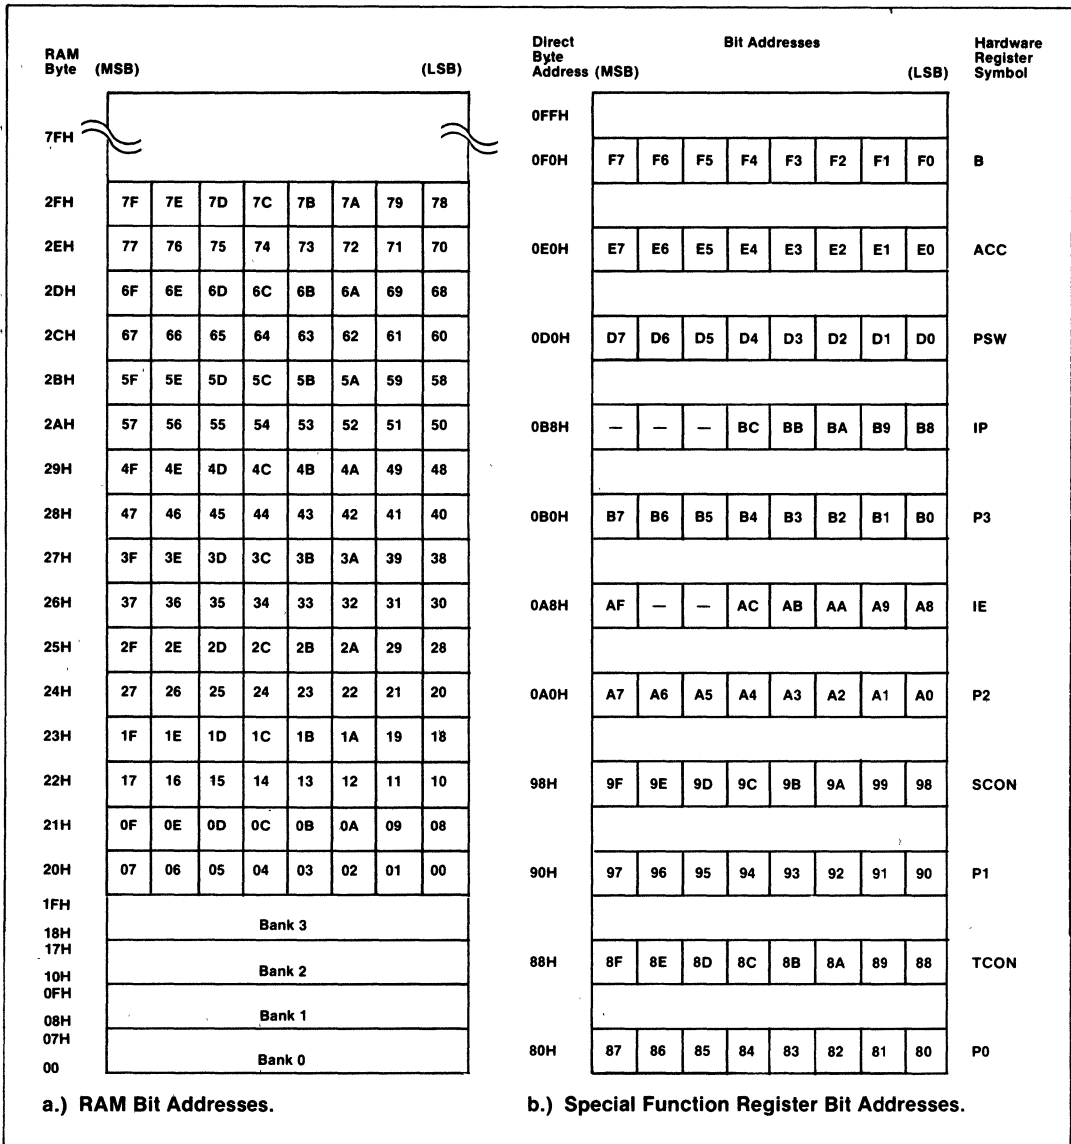 RAM
Byte (MSB) (LSB)
7FH
2FH 7F 7E 7D 7C 7B 7A 79 78
2EH 77 76 75 74 73 72 71 70
2DH 6F 6E 6D 6C 6B 6A 69 68
2CH 67 66 65 64 63 62 61 60
2BH 5F 5E 5D 5C 5B 5A 59 58
2AH 57 56 55 54 53 52 51 50
29H 4F 4E 4D 4C 4B 4A 49 48
28H 47 46 45 44 43 42 41 40
27H 3F 3E 3D 3C 3B 3A 39 38
26H 37 36 35 34 33 32 31 30
25H 2F 2E 2D 2C 2B 2A 29 28
24H 27 26 25 24 23 22 21 20
23H 1F 1E 1D 1C 1B 1A 19 18
22H 17 16 15 14 13 12 11 10
21H 0F 0E 0D 0C 0B 0A 09 08
20H 07 06 05 04 03 02 01 00
1FH
Bank 3
18H
17H
Bank 2
10H
0FH
Bank 1
08H
07H
Bank 0
00
a.) RAM Bit Addresses.
Direct Bit Addresses Hardware
Byte Register
Address (MSB) (LSB) Symbol
0FFH
0F0H F7 F6 F5 F4 F3 F2 F1 F0 B
0E0H E7 E6 E5 E4 E3 E2 E1 E0 ACC
0D0H D7 D6 D5 D4 D3 D2 D1 D0 PSW
0B8H — — — BC BB BA B9 B8 IP
0B0H B7 B6 B5 B4 B3 B2 B1 B0 P3
0A8H AF — — AC AB AA A9 A8 IE
0A0H A7 A6 A5 A4 A3 A2 A1 A0 P2
98H 9F 9E 9D 9C 9B 9A 99 98 SCON
90H 97 96 95 94 93 92 91 90 P1
88H 8F 8E 8D 8C 8B 8A 89 88 TCON
80H 87 86 85 84 83 82 81 80 P0
b.) Special Function Register Bit Addresses.